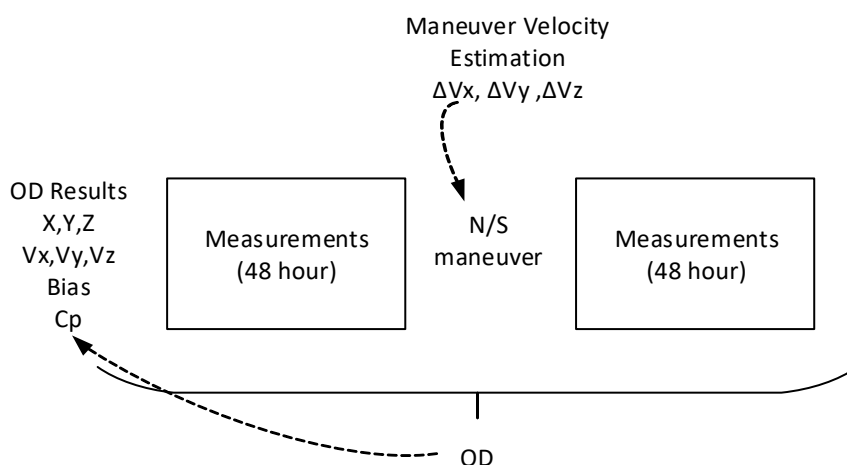 Maneuver Velocity
Estimation
ΔVx, ΔVy ,ΔVz
OD Results
X,Y,Z
Vx,Vy,Vz
Bias
Cp
Measurements
(48 hour)
N/S
maneuver
Measurements
(48 hour)
OD